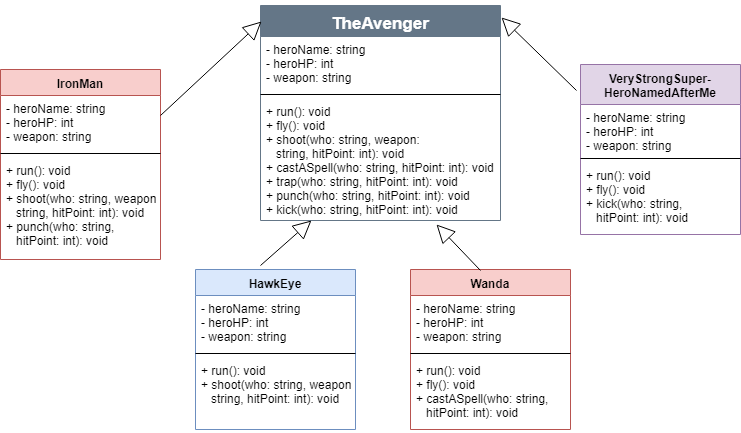 TheAvenger
- heroName: string
- heroHP: int
- weapon: string
+ run(): void
+ fly(): void
+ shoot(who: string, weapon:
string, hitPoint: int): void
+ castASpell(who: string, hitPoint: int): void
+ trap(who: string, hitPoint: int): void
+ punch(who: string, hitPoint: int): void
+ kick(who: string, hitPoint: int): void
IronMan
- heroName: string
- heroHP: int
- weapon: string
+ run(): void
+ fly(): void
+ shoot(who: string, weapon
string, hitPoint: int): void
+ punch(who: string,
hitPoint: int): void
VeryStrongSuper-
HeroNamedAfterMe
- heroName: string
- heroHP: int
- weapon: string
+ run(): void
+ fly(): void
+ kick(who: string,
hitPoint: int): void
HawkEye
- heroName: string
- heroHP: int
- weapon: string
+ run(): void
+ shoot(who: string, weapon
string, hitPoint: int): void
Wanda
- heroName: string
- heroHP: int
- weapon: string
+ run(): void
+ fly(): void
+ castASpell(who: string,
hitPoint: int): void